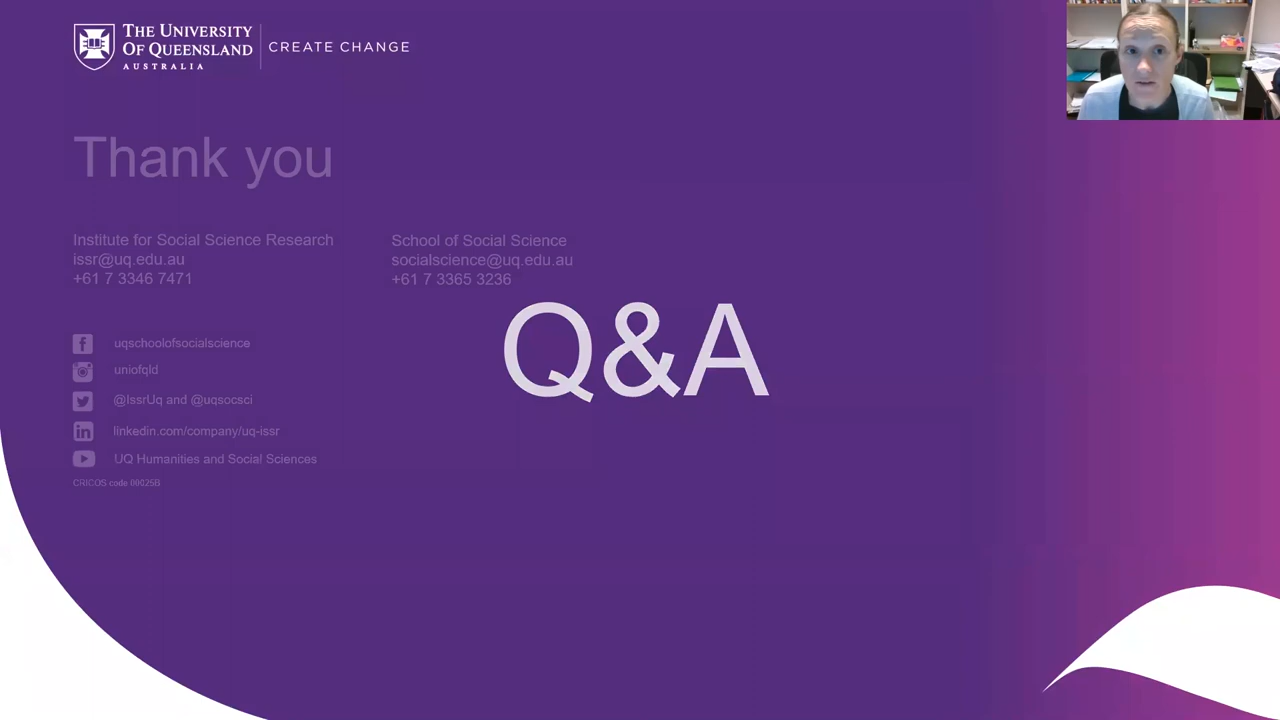 THE UNIVERSITY
OF QUEENSLAND
AUSTRALIA
CREATE CHANGE
Thank you
Institute for Social Science Research
issr@uq.edu.au
+61 7 3346 7471
School of Social Science
socialscience@uq.edu.au
+61 7 3365 3236
Q&A
uqschoolofsocialscience
uniofqld
@IssrUq and @uqsocsci
linkedin.com/company/uq-issr
UQ Humanities and Social Sciences
CRICOS code 00025B